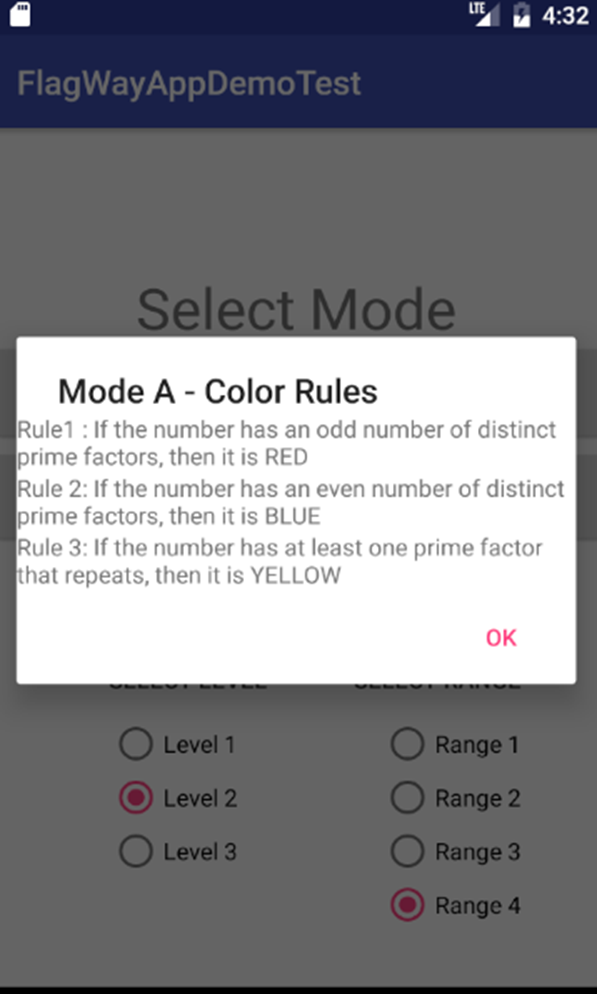 LTE 4:32
FlagWayAppDemoTest
Select Mode
Mode A - Color Rules
Rule1 : If the number has an odd number of distinct
prime factors, then it is RED
Rule 2: If the number has an even number of distinct
prime factors, then it is BLUE
Rule 3: If the number has at least one prime factor
that repeats, then it is YELLOW
OK
SELECT LEVEL SELECT RANGE
Level 1 Range 1
Level 2 Range 2
Level 3 Range 3
Range 4